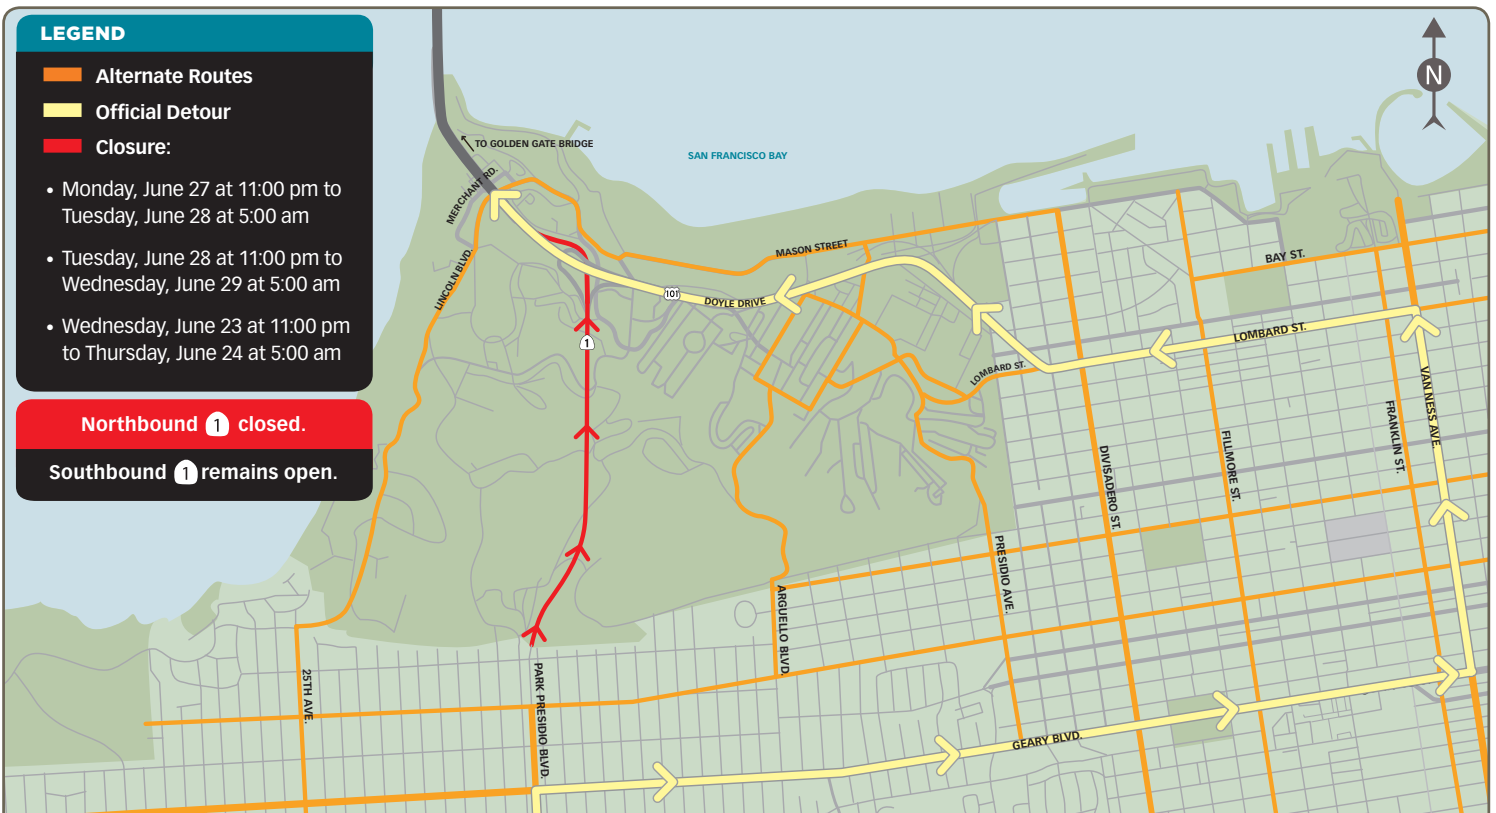 LEGEND
Alternate Routes
Official Detour
Closure:
• Monday, June 27 at 11:00 pm to
Tuesday, June 28 at 5:00 am
• Tuesday, June 28 at 11:00 pm to
Wednesday, June 29 at 5:00 am
• Wednesday, June 23 at 11:00 pm
to Thursday, June 24 at 5:00 am
Northbound 1 closed.
Southbound 1 remains open.
N
TO GOLDEN GATE BRIDGE
SAN FRANCISCO BAY
MERCHANT RD.
LINCOLN BLVD.
MASON STREET
BAY ST.
101
DOYLE DRIVE
1
LOMBARD ST.
LOMBARD ST.
VAN NESS AVE.
FRANKLIN ST.
FILLMORE ST.
DIVISADERO ST.
PRESIDIO AVE.
ARGUELLO BLVD.
25TH AVE.
PARK PRESIDIO BLVD.
GEARY BLVD.